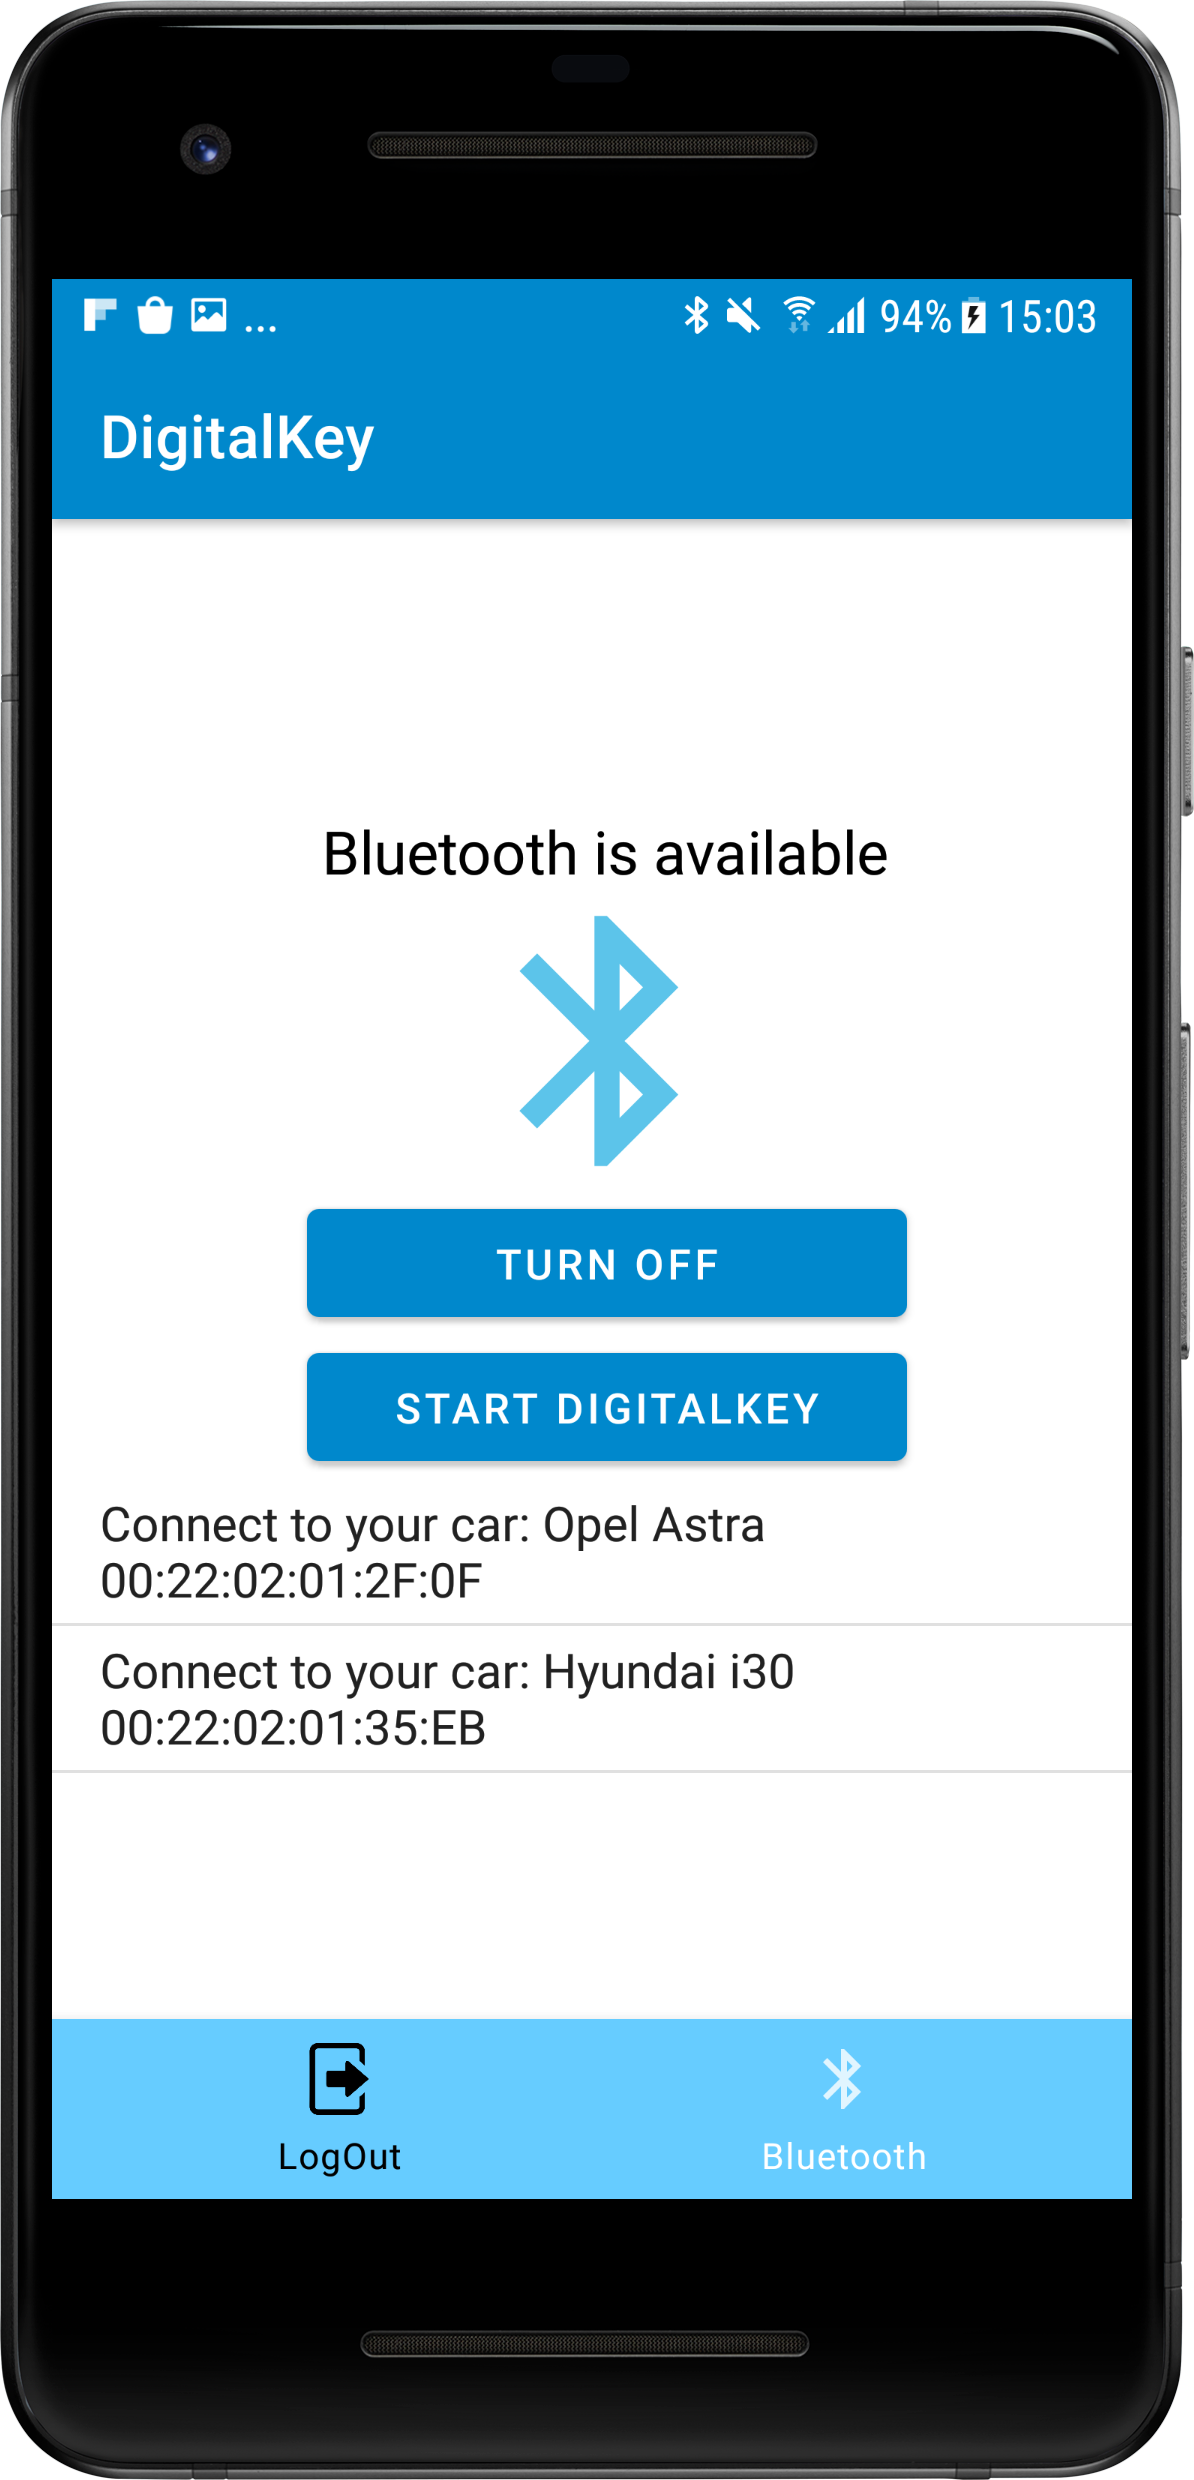 ... 94% 15:03
DigitalKey
Bluetooth is available
TURN OFF
START DIGITALKEY
Connect to your car: Opel Astra
00:22:02:01:2F:0F
Connect to your car: Hyundai i30
00:22:02:01:35:EB
LogOut Bluetooth